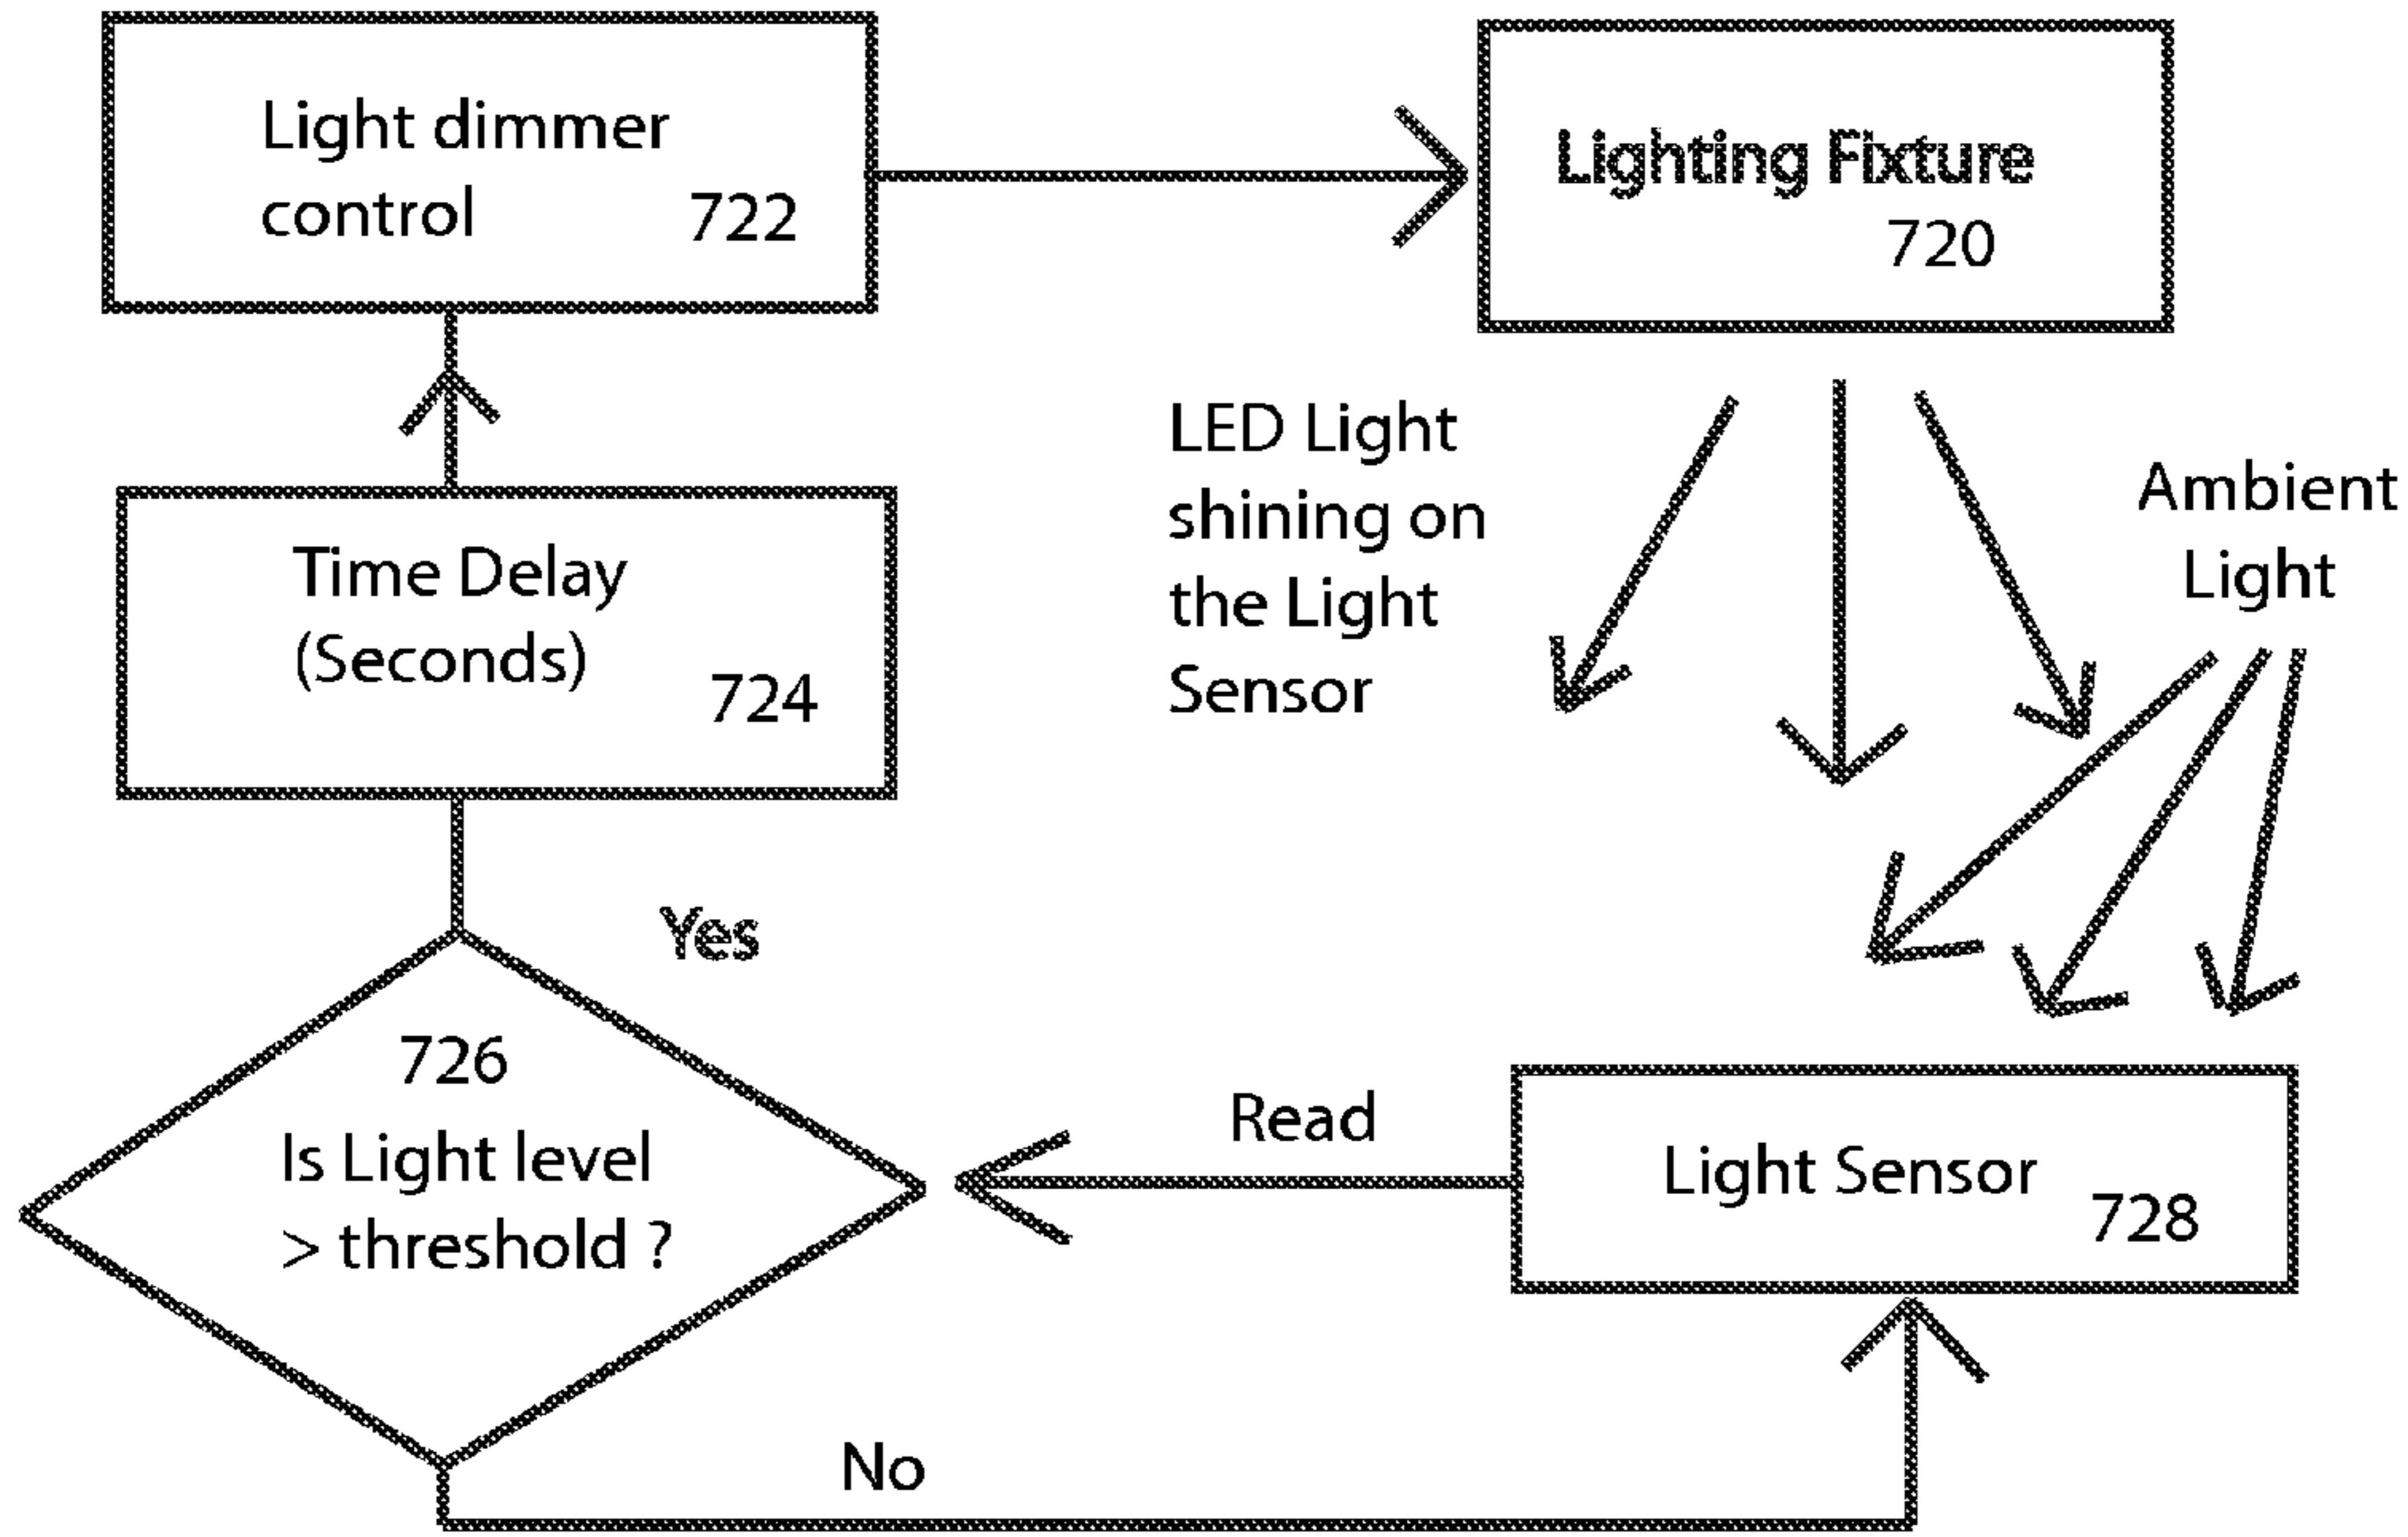 Light dimmer
control
722
Lighting Fixture
720
LED Light
shining on
the Light
Sensor
Ambient
Light
Time Delay
(Seconds)
724
Yes
726
Is Light level
> threshold ?
Read
Light Sensor
728
No